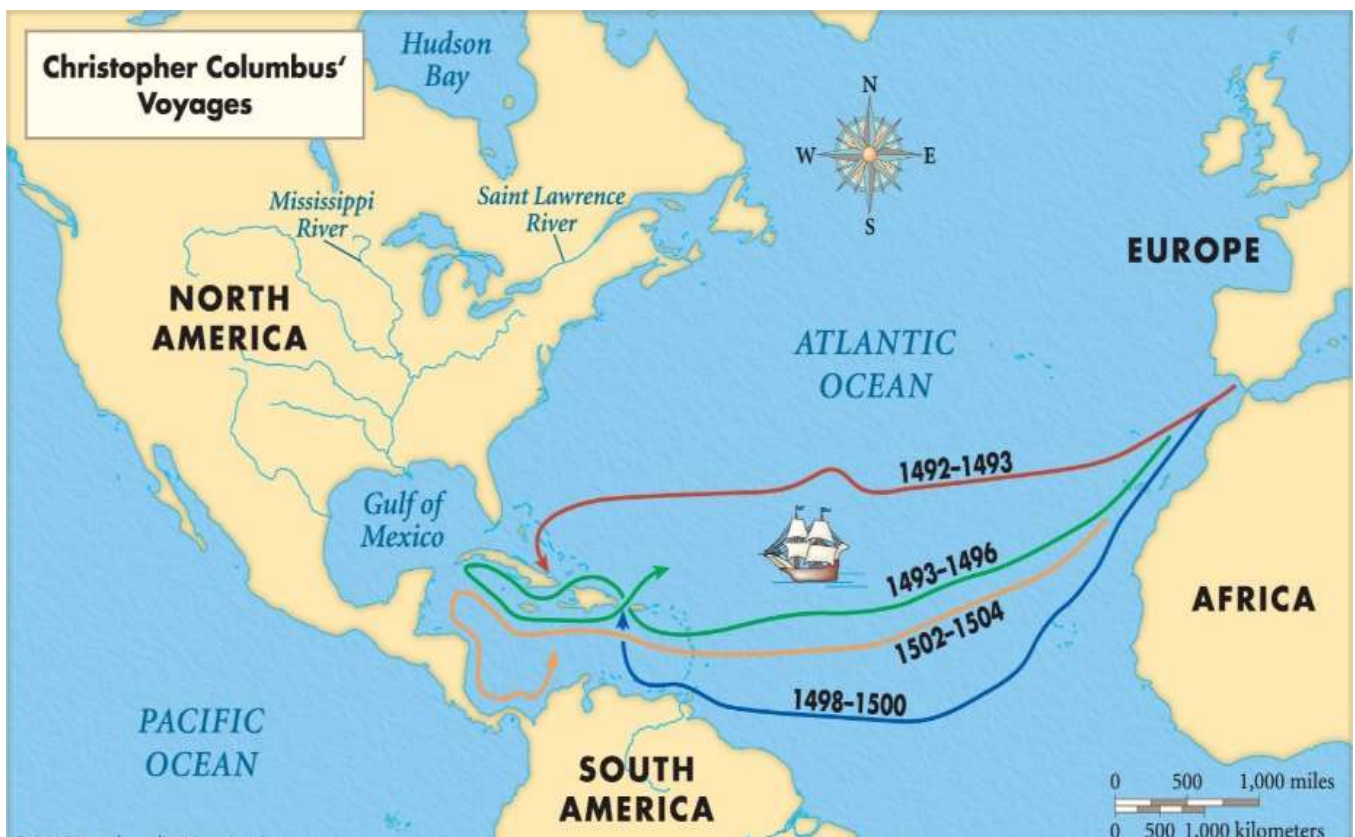 Christopher Columbus'
Voyages
Hudson
Bay
N
W
E
S
Mississippi
River
Saint Lawrence
River
EUROPE
NORTH
AMERICA
ATLANTIC
OCEAN
1492–1493
Gulf of
Mexico
1493–1496
AFRICA
1502–1504
1498–1500
PACIFIC
OCEAN
SOUTH
AMERICA
0 500 1,000 miles
0 500 1,000 kilometers